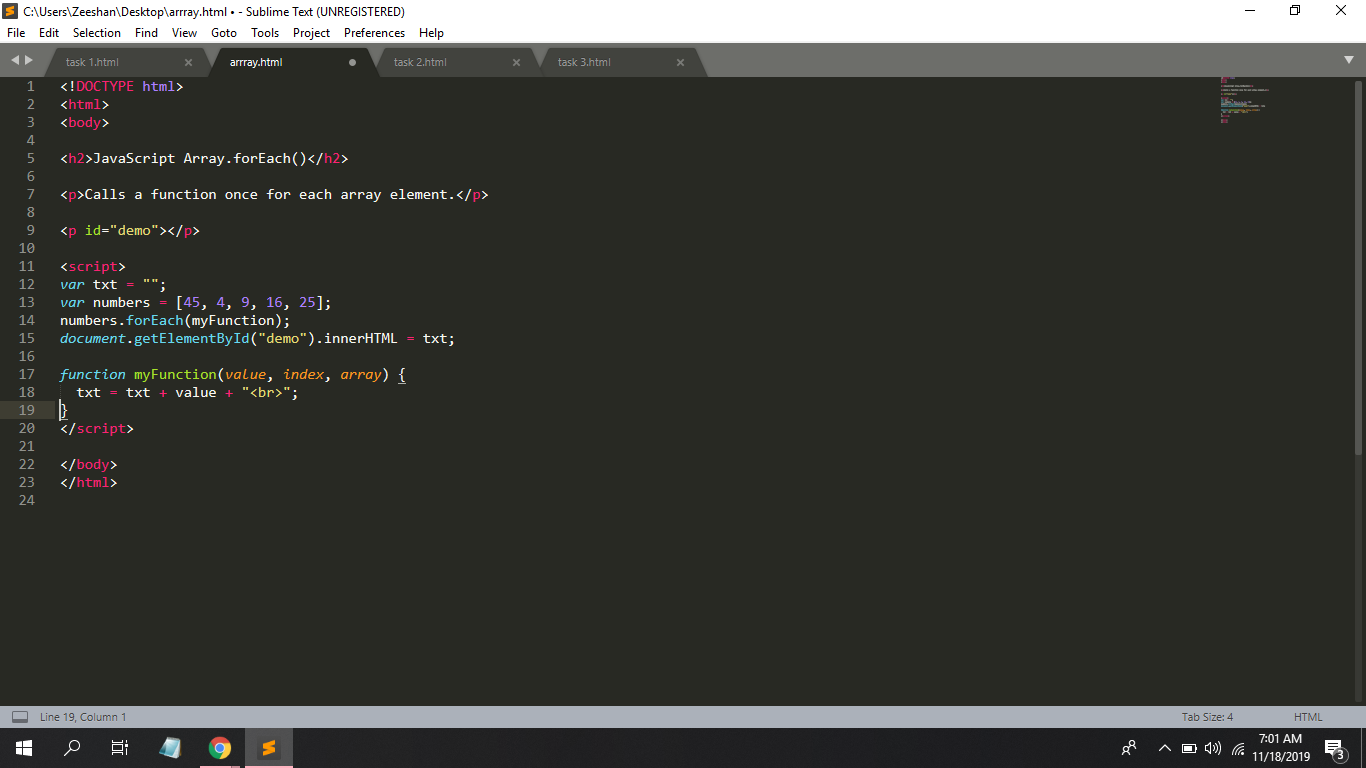 C:\Users\Zeeshan\Desktop\arrray.html • - Sublime Text (UNREGISTERED)
File Edit Selection Find View Goto Tools Project Preferences Help
task 1.html arrray.html task 2.html task 3.html
1 <!DOCTYPE html>
2 <html>
3 <body>
4
5 <h2>JavaScript Array.forEach()</h2>
6
7 <p>Calls a function once for each array element.</p>
8
9 <p id="demo"></p>
10
11 <script>
12 var txt = "";
13 var numbers = [45, 4, 9, 16, 25];
14 numbers.forEach(myFunction);
15 document.getElementById("demo").innerHTML = txt;
16
17 function myFunction(value, index, array) {
18   txt = txt + value + "<br>";
19 }
20 </script>
21
22 </body>
23 </html>
24
Line 19, Column 1 Tab Size: 4 HTML
7:01 AM
11/18/2019
3